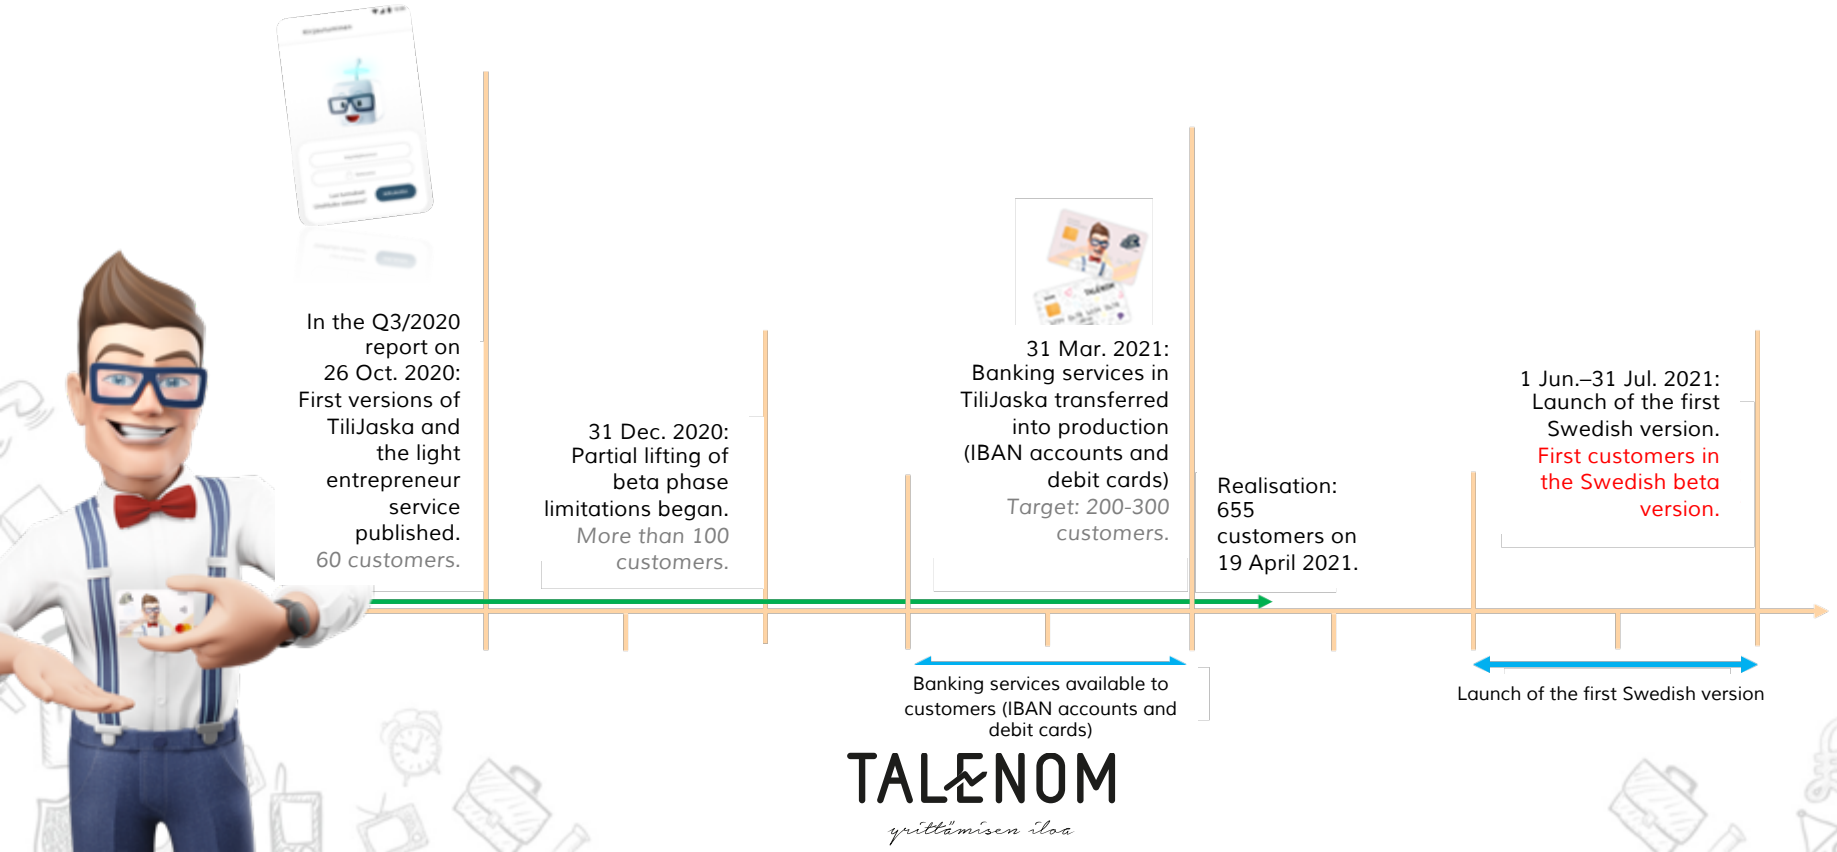 In the Q3/2020
report on
26 Oct. 2020:
First versions of
TiliJaska and
the light
entrepreneur
service
published.
60 customers.
31 Dec. 2020:
Partial lifting of
beta phase
limitations began.
More than 100
customers.
TALENOM
31 Mar. 2021:
Banking services in
TiliJaska transferred
into production
(IBAN accounts and
debit cards)
Target: 200-300
customers.
Realisation:
655
customers on
19 April 2021.
1 Jun.–31 Jul. 2021:
Launch of the first
Swedish version.
First customers in
the Swedish beta
version.
Banking services available to
customers (IBAN accounts and
debit cards)
Launch of the first Swedish version
TALENOM
yrittämisen iloa